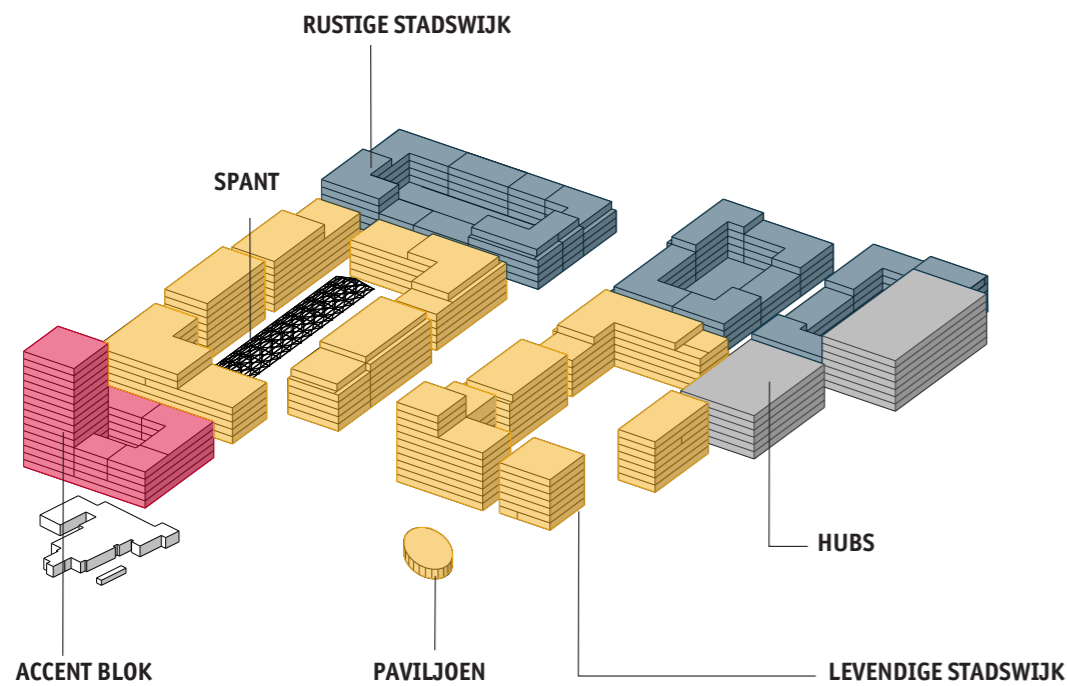 RUSTIGE STADSWIJK
SPANT
HUBS
ACCENT BLOK
PAVILJOEN
LEVENDIGE STADSWIJK